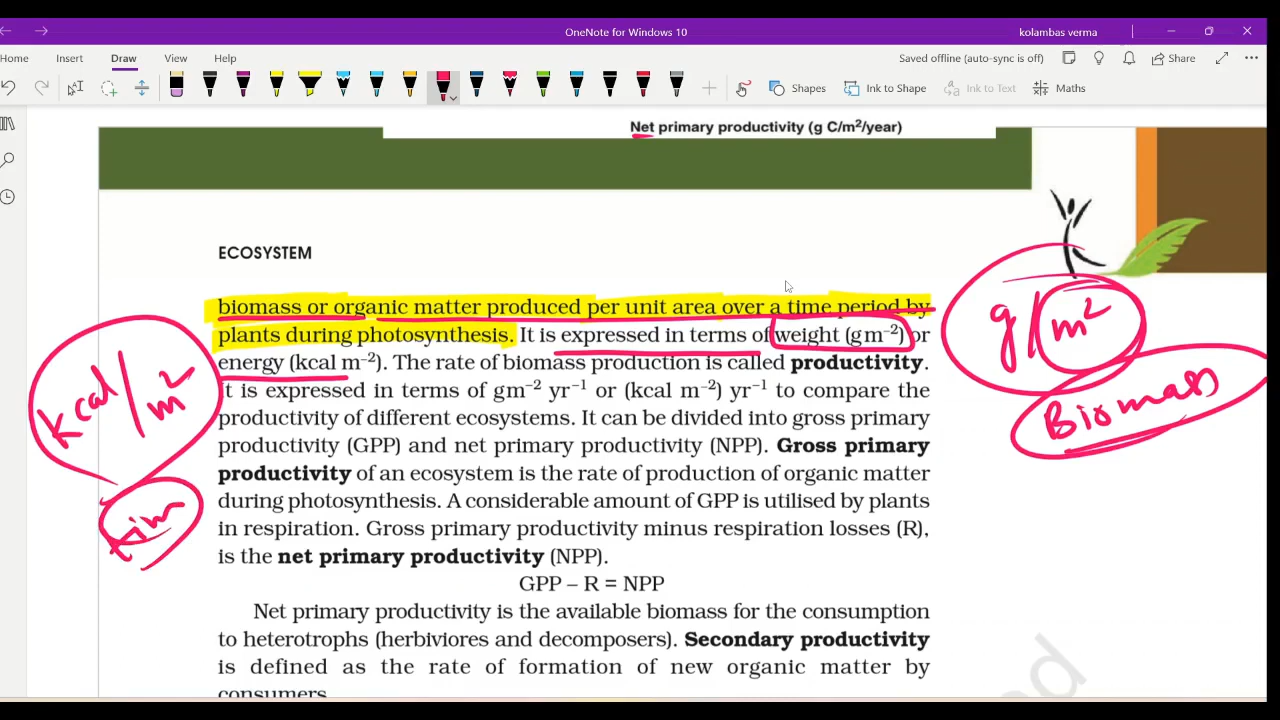 OneNote for Windows 10
kolambas verma
Home Insert Draw View Help
Saved offline (auto-sync is off)
Share
Shapes
Ink to Shape
Ink to Text
Maths
Net primary productivity (g C/m²/year)
ECOSYSTEM
biomass or organic matter produced per unit area over a time period by
plants during photosynthesis. It is expressed in terms of weight (gm⁻²) or
energy (kcal m⁻²). The rate of biomass production is called productivity.
It is expressed in terms of gm⁻² yr⁻¹ or (kcal m⁻²) yr⁻¹ to compare the
productivity of different ecosystems. It can be divided into gross primary
productivity (GPP) and net primary productivity (NPP). Gross primary
productivity of an ecosystem is the rate of production of organic matter
during photosynthesis. A considerable amount of GPP is utilised by plants
in respiration. Gross primary productivity minus respiration losses (R),
is the net primary productivity (NPP).
GPP – R = NPP
Net primary productivity is the available biomass for the consumption
to heterotrophs (herbiviores and decomposers). Secondary productivity
is defined as the rate of formation of new organic matter by
consumers.
g/m²
Biomass
kcal/m²